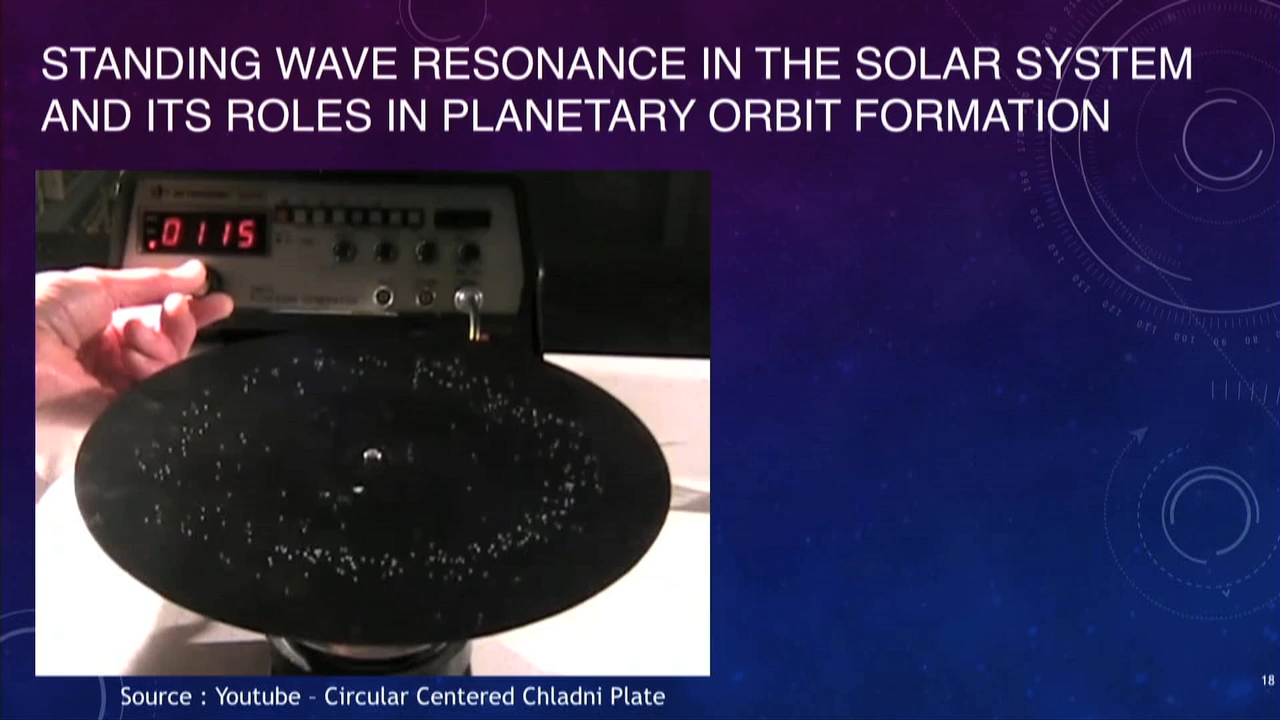 STANDING WAVE RESONANCE IN THE SOLAR SYSTEM
AND ITS ROLES IN PLANETARY ORBIT FORMATION
.0115
Source : Youtube – Circular Centered Chladni Plate
18